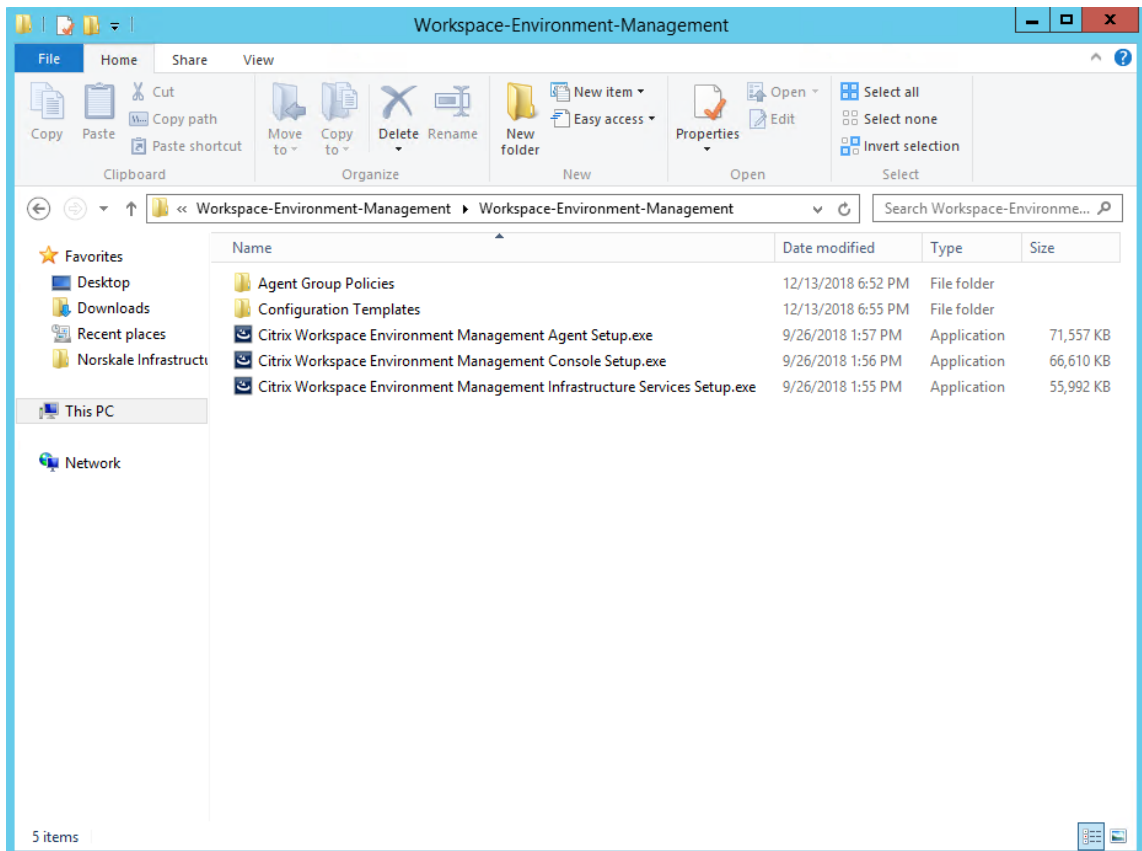 Workspace-Environment-Management
File Home Share View
Copy
Paste
Cut
Copy path
Paste shortcut
Clipboard
Move to
Copy to
Delete
Rename
Organize
New folder
New item
Easy access
New
Properties
Open
Edit
Open
Select all
Select none
Invert selection
Select
« Workspace-Environment-Management Workspace-Environment-Management
Search Workspace-Environme...
Favorites
Desktop
Downloads
Recent places
Norskale Infrastructu
This PC
Network
Name Date modified Type Size
Agent Group Policies 12/13/2018 6:52 PM File folder
Configuration Templates 12/13/2018 6:55 PM File folder
Citrix Workspace Environment Management Agent Setup.exe 9/26/2018 1:57 PM Application 71,557 KB
Citrix Workspace Environment Management Console Setup.exe 9/26/2018 1:56 PM Application 66,610 KB
Citrix Workspace Environment Management Infrastructure Services Setup.exe 9/26/2018 1:55 PM Application 55,992 KB
5 items